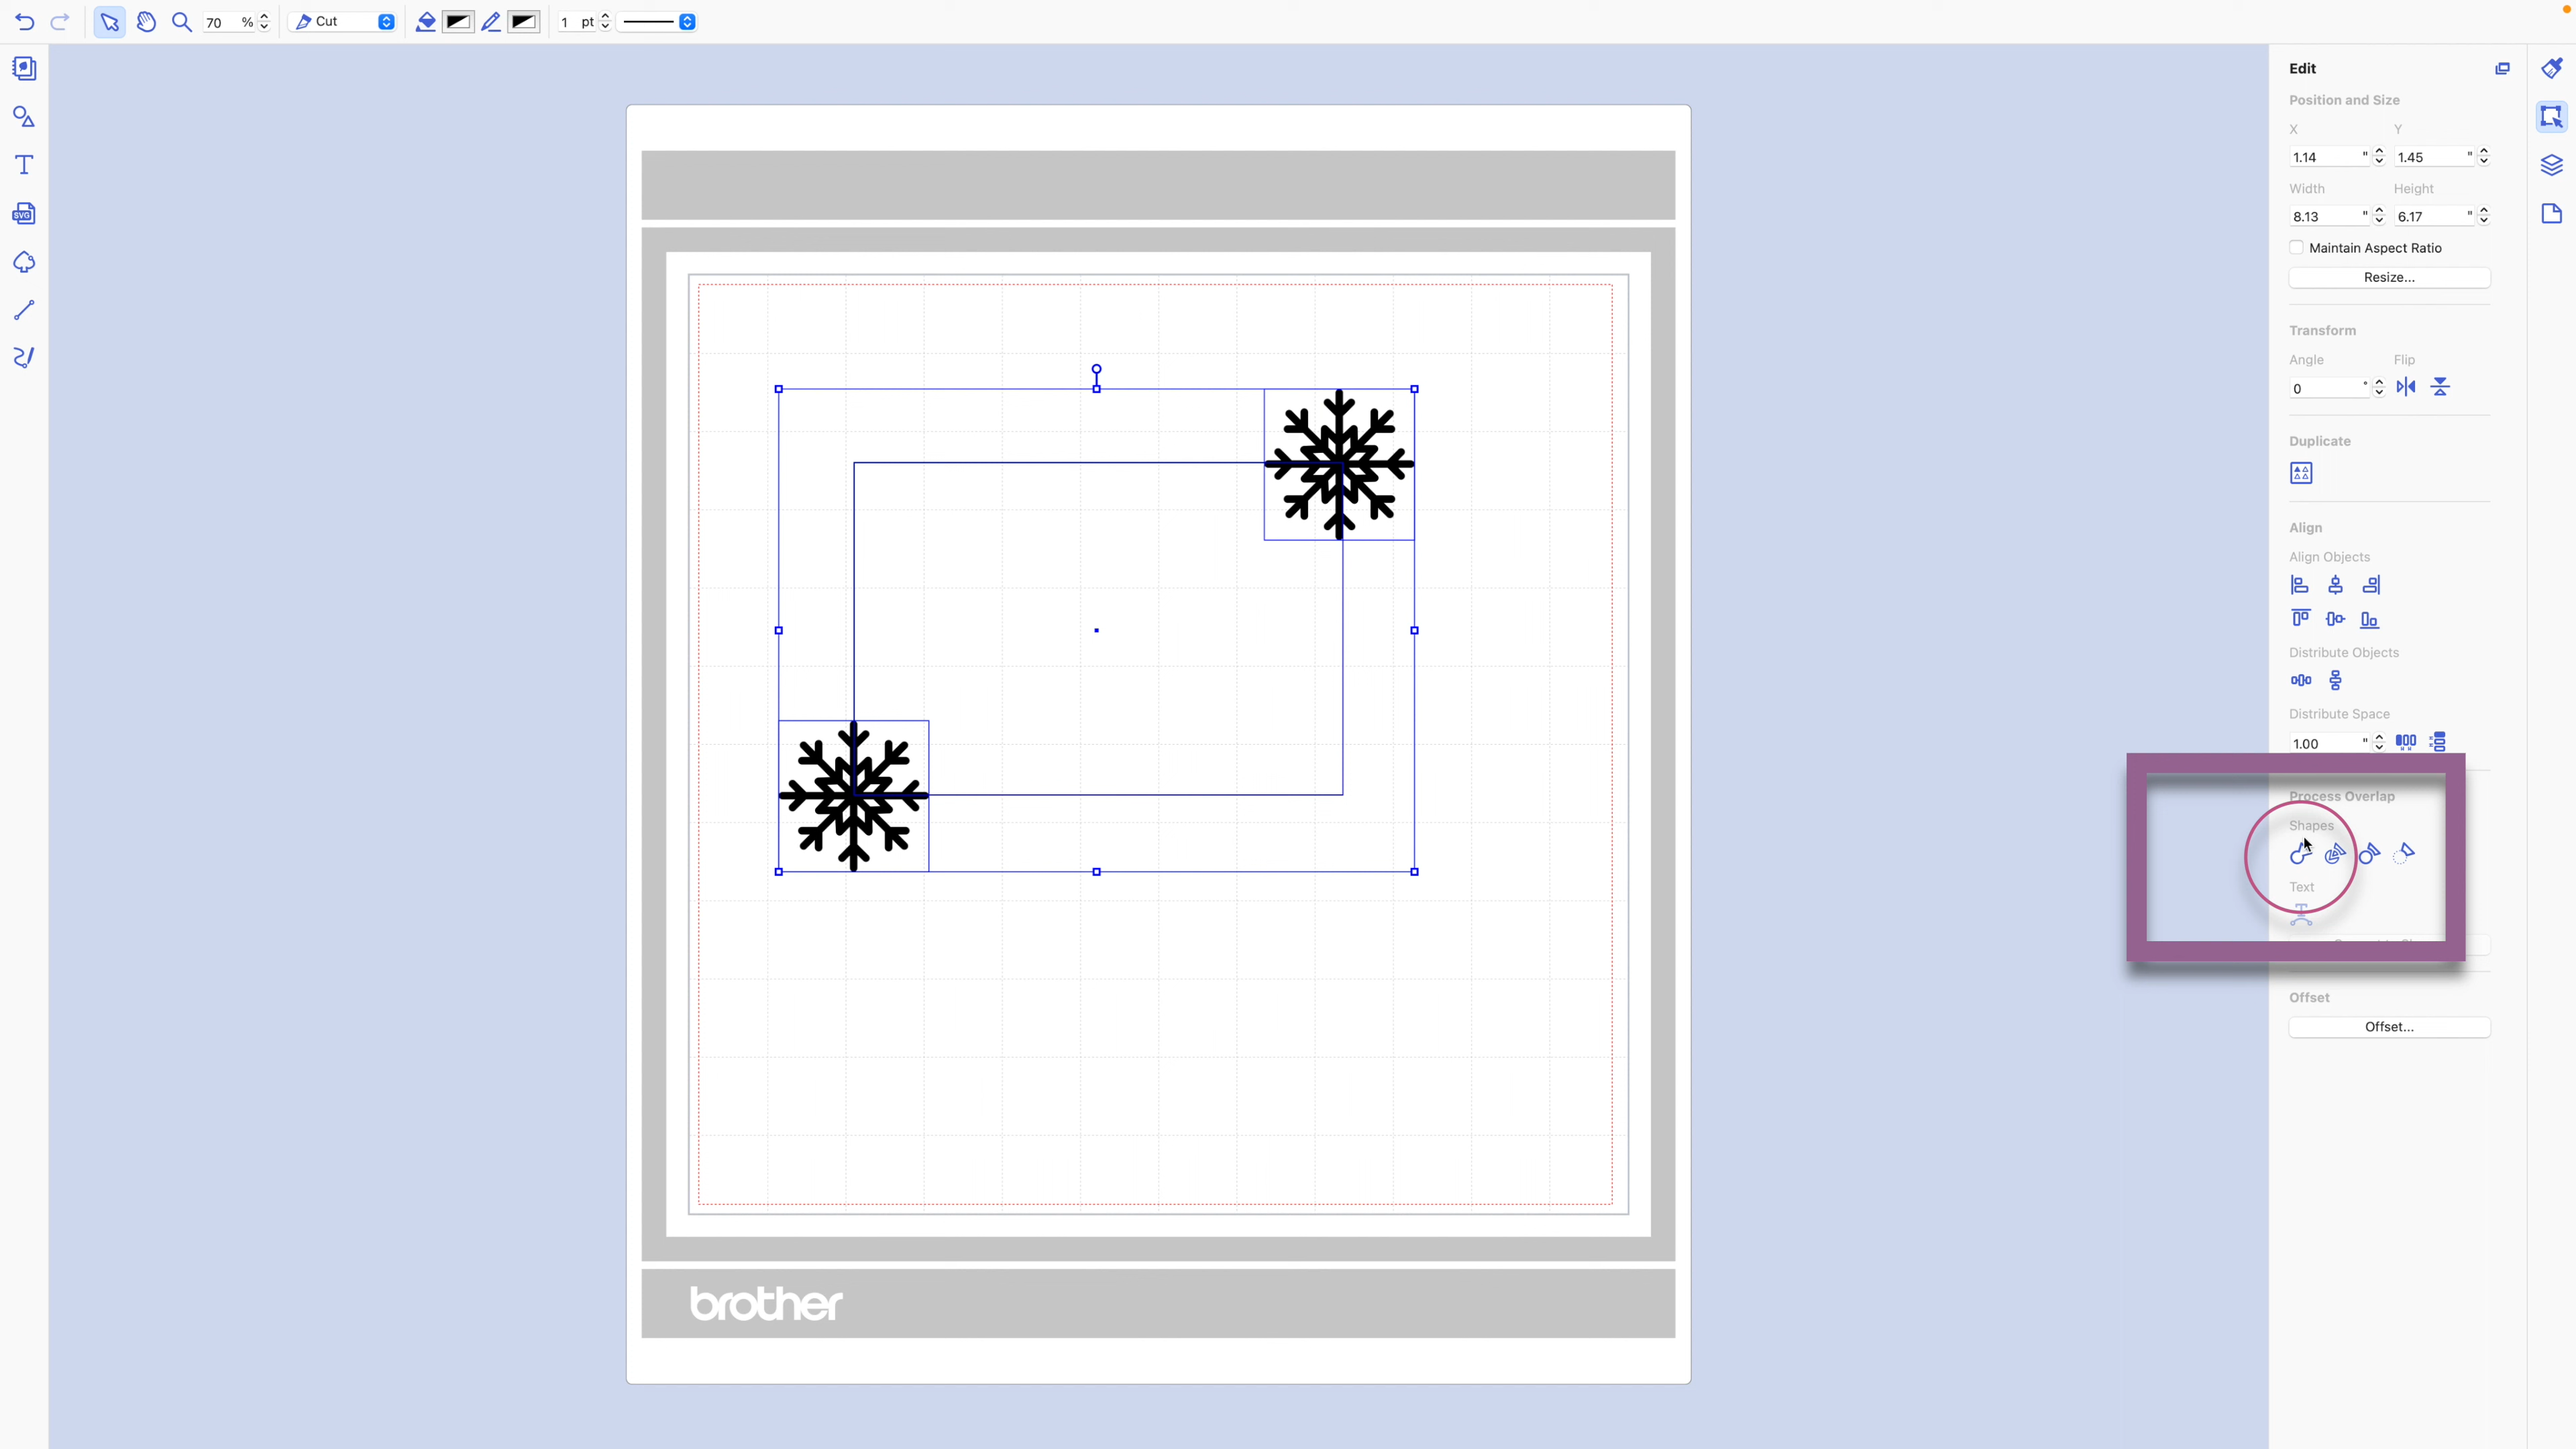 70 %
Cut
1 pt
SVG
Edit
Position and Size
X Y
1.14 " 1.45 "
Width Height
8.13 " 6.17 "
Maintain Aspect Ratio
Resize...
Transform
Angle Flip
0 °
Duplicate
Align
Align Objects
Distribute Objects
Distribute Space
1.00 "
Process Overlap
Shapes
Text
Offset
Offset...
brother